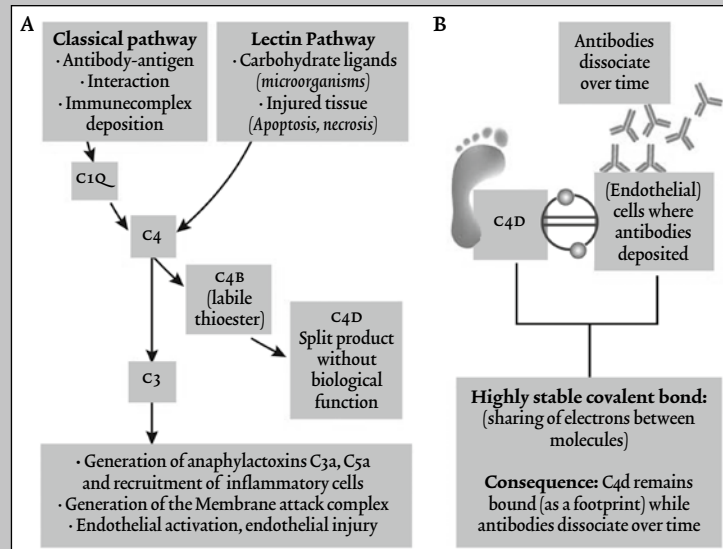 A
Classical pathway
· Antibody-antigen
· Interaction
· Immunecomplex
deposition
Lectin Pathway
· Carbohydrate ligands
(microorganisms)
· Injured tissue
(Apoptosis, necrosis)
C1Q
C4
C4B
(labile
thioester)
C4D
Split product
without
biological
function
C3
· Generation of anaphylactoxins C3a, C5a
and recruitment of inflammatory cells
· Generation of the Membrane attack complex
· Endothelial activation, endothelial injury
B
Antibodies
dissociate
over time
C4D
(Endothelial)
cells where
antibodies
deposited
Highly stable covalent bond:
(sharing of electrons between
molecules)
Consequence: C4d remains
bound (as a footprint) while
antibodies dissociate over time